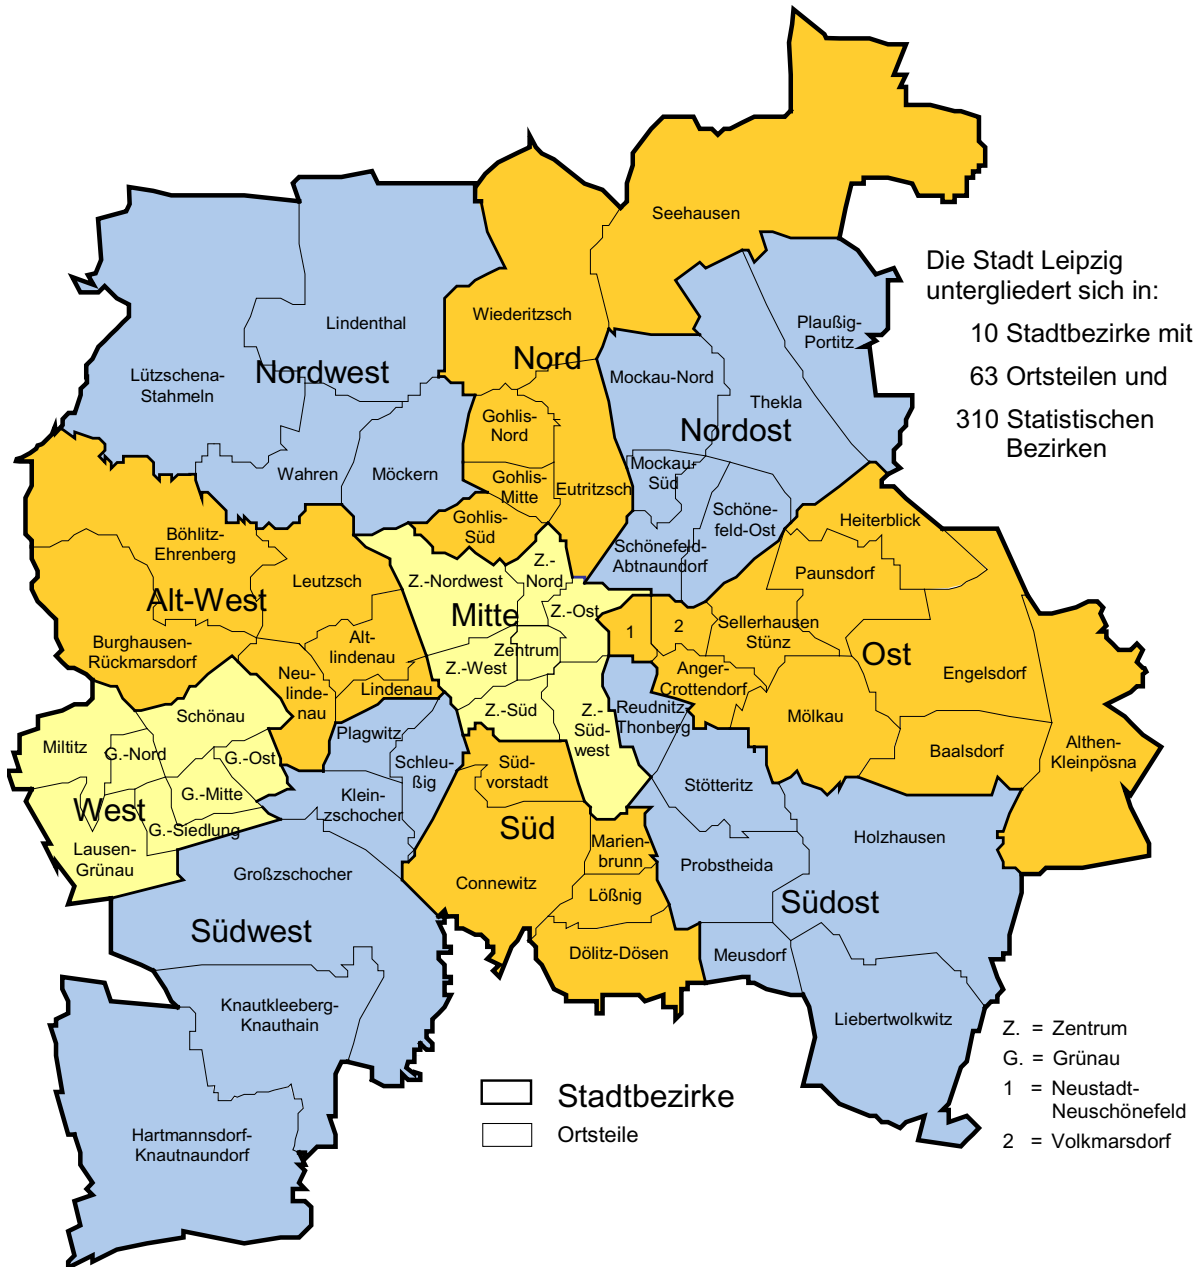 Seehausen
Die Stadt Leipzig
untergliedert sich in:
10 Stadtbezirke mit
63 Ortsteilen und
310 Statistischen
Bezirken
Wiederitzsch
Lindenthal
Plaußig-
Portitz
Nord
Nordwest
Lützschena-
Stahmeln
Mockau-Nord
Thekla
Nordost
Gohlis-
Nord
Wahren
Möckern
Gohlis-
Mitte
Eutritzsch
Mockau-
Süd
Schöne-
feld-Ost
Gohlis-
Süd
Heiterblick
Böhlitz-
Ehrenberg
Schönefeld-
Abtnaundorf
Leutzsch
Z.-Nordwest
Z.-
Nord
Paunsdorf
Alt-West
Mitte
Z.-Ost
1
2
Sellerhausen
Stünz
Ost
Burghausen-
Rückmarsdorf
Alt-
lindenau
Zentrum
Z.-West
Anger-
Crottendorf
Engelsdorf
Neu-
linde-
nau
Lindenau
Schönau
Z.-Süd
Z.-
Süd-
west
Reudnitz-
Thonberg
Mölkau
Miltitz
G.-Nord
G.-Ost
Plagwitz
Schleu-
ßig
Süd-
vorstadt
Baalsdorf
Althen-
Kleinpösna
Stötteritz
G.-Mitte
Klein-
zschocher
West
G.-Siedlung
Süd
Marien-
brunn
Holzhausen
Lausen-
Grünau
Großzschocher
Connewitz
Probstheida
Lößnig
Südost
Südwest
Dölitz-Dösen
Meusdorf
Knautkleeberg-
Knauthain
Liebertwolkwitz
Z. = Zentrum
G. = Grünau
1 = Neustadt-
Neuschönefeld
2 = Volkmarsdorf
Stadtbezirke
Ortsteile
Hartmannsdorf-
Knautnaundorf